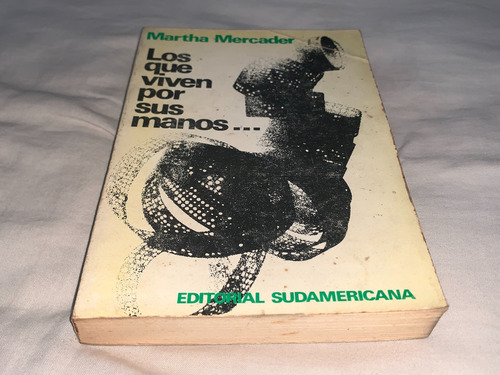 Martha Mercader
Los
que
viven
por
sus
manos...
EDITORIAL SUDAMERICANA